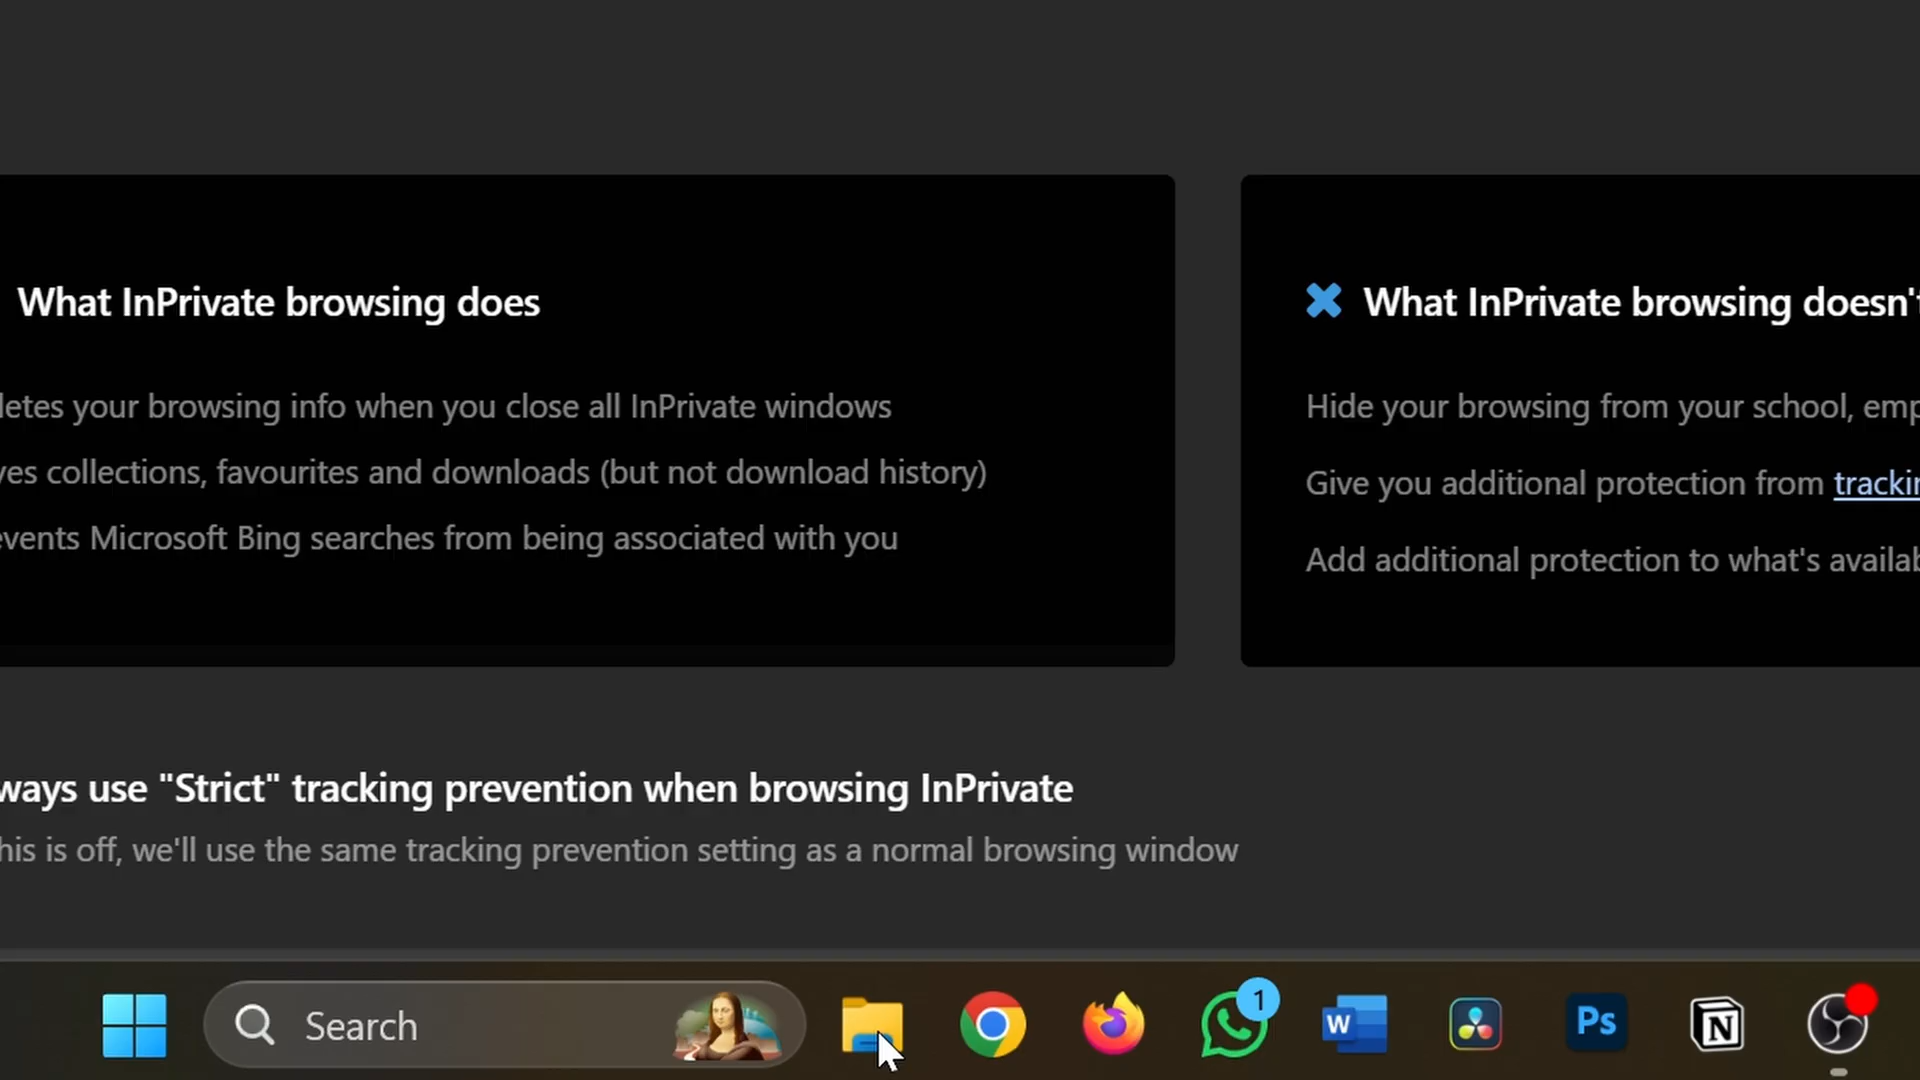 What InPrivate browsing does
letes your browsing info when you close all InPrivate windows
ves collections, favourites and downloads (but not download history)
events Microsoft Bing searches from being associated with you
What InPrivate browsing doesn't
Hide your browsing from your school, emp
Give you additional protection from trackin
Add additional protection to what's availab
ways use "Strict" tracking prevention when browsing InPrivate
his is off, we'll use the same tracking prevention setting as a normal browsing window
Search
1
W
Ps
N